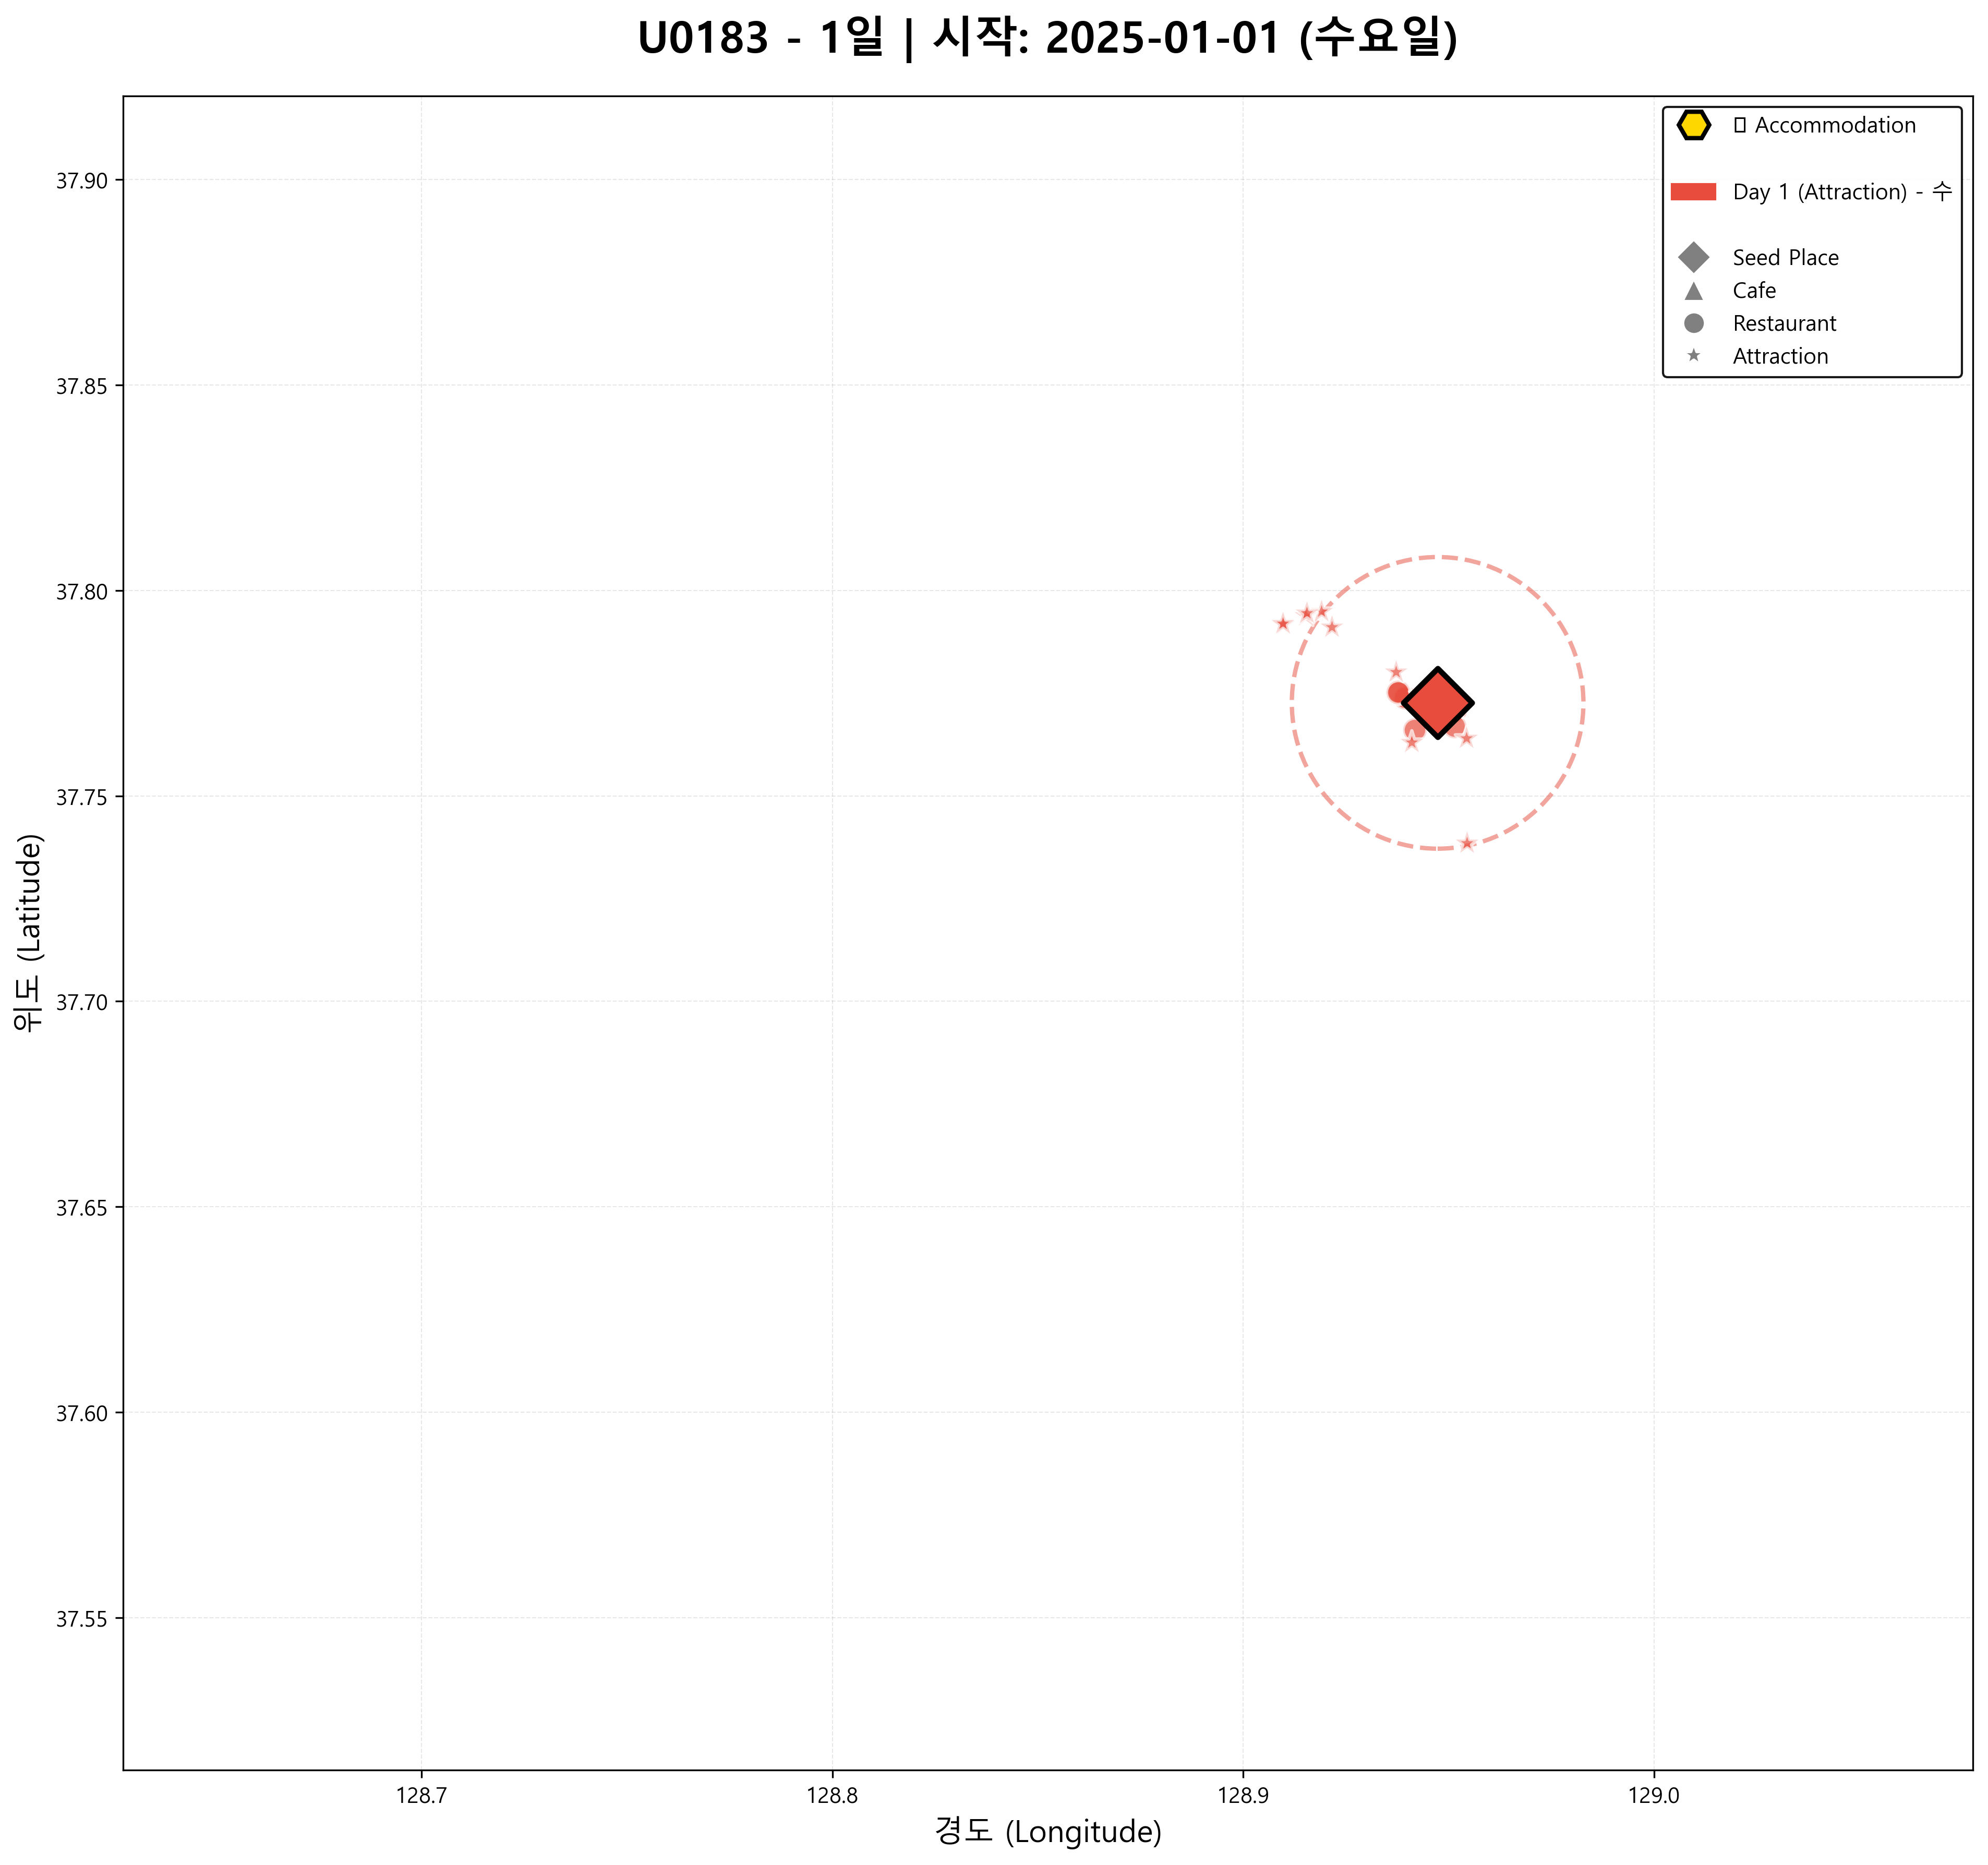 U0183 - 1일 | 시작: 2025-01-01 (수요일)
Accommodation
Day 1 (Attraction) - 수
Seed Place
Cafe
Restaurant
Attraction
위도 (Latitude)
37.90
37.85
37.80
37.75
37.70
37.65
37.60
37.55
128.7
128.8
128.9
129.0
경도 (Longitude)